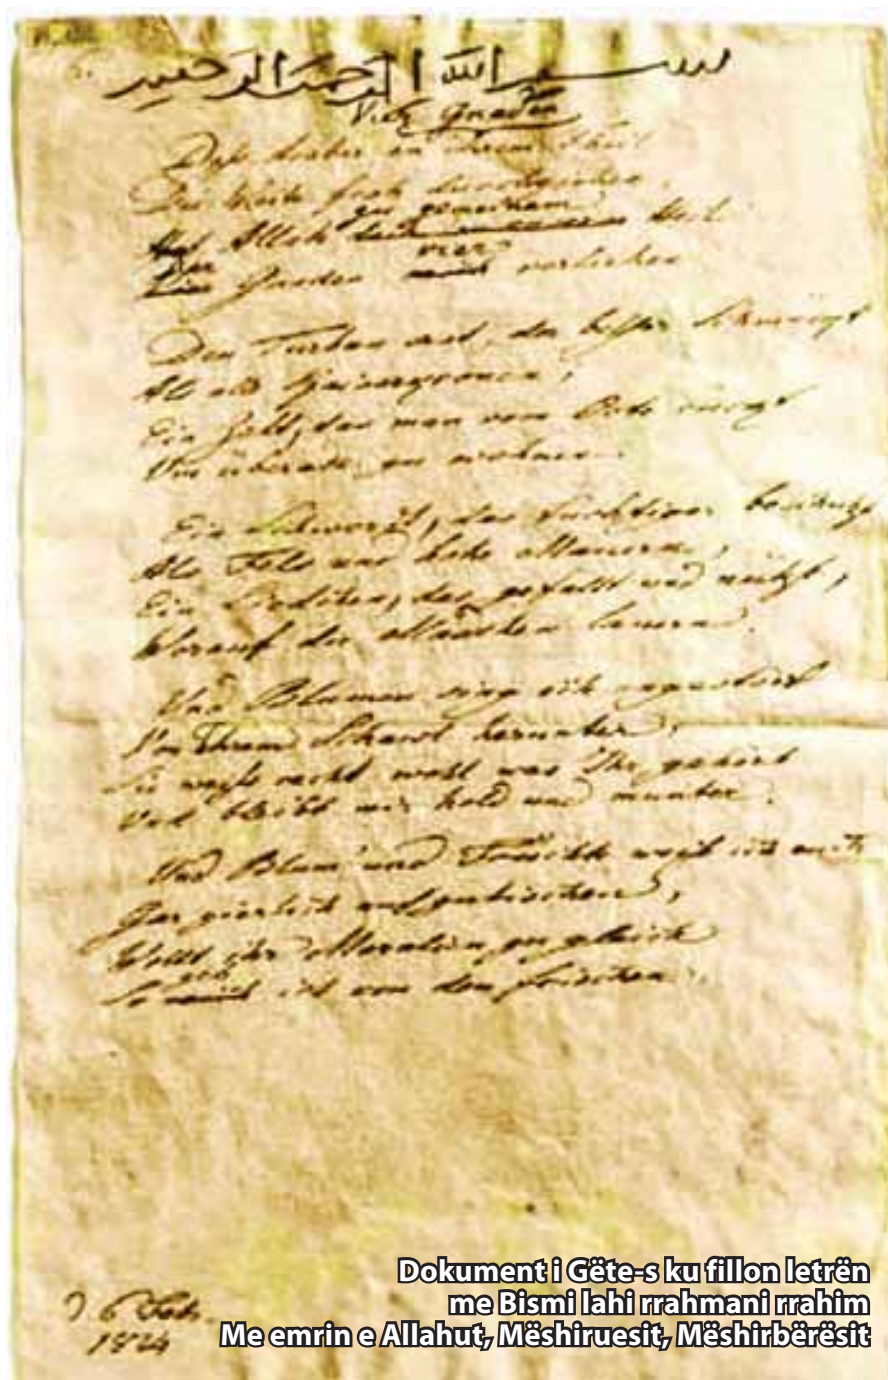 بسم الله الرحمن الرحيم
Vier Gnaden
Dass Araber an ihrem Theil
Die Weite froh durchziehen,
Hat Allah zu gemeinem Heil
Der Gnaden vier verliehen
Den Turban erst, der besser schmückt
Als alle Kaiserkronen;
Ein Zelt, das man vom Orte rückt
Um überall zu wohnen.
Ein Schwerdt, das tüchtiger beschützt
Als Fels und hohe Mauern,
Ein Liedchen, das gefällt und nützt,
Worauf die Mädchen lauern.
Und Blumen sing ich ungestört
Von Ihrem Shawl herunter,
Sie weiss recht wohl was Ihr gehört
Und bleibt mir hold und munter.
Und Blum' und Früchte weiss ich euch
Gar zierlich aufzutischen,
Wollt ihr Moralien zugleich
So geb ich von den frischen.
6 Febr.
Dokument i Gëte-s ku fillon letrën
me Bismi lahi rrahmani rrahim
Me emrin e Allahut, Mëshiruesit, Mëshirbërësit